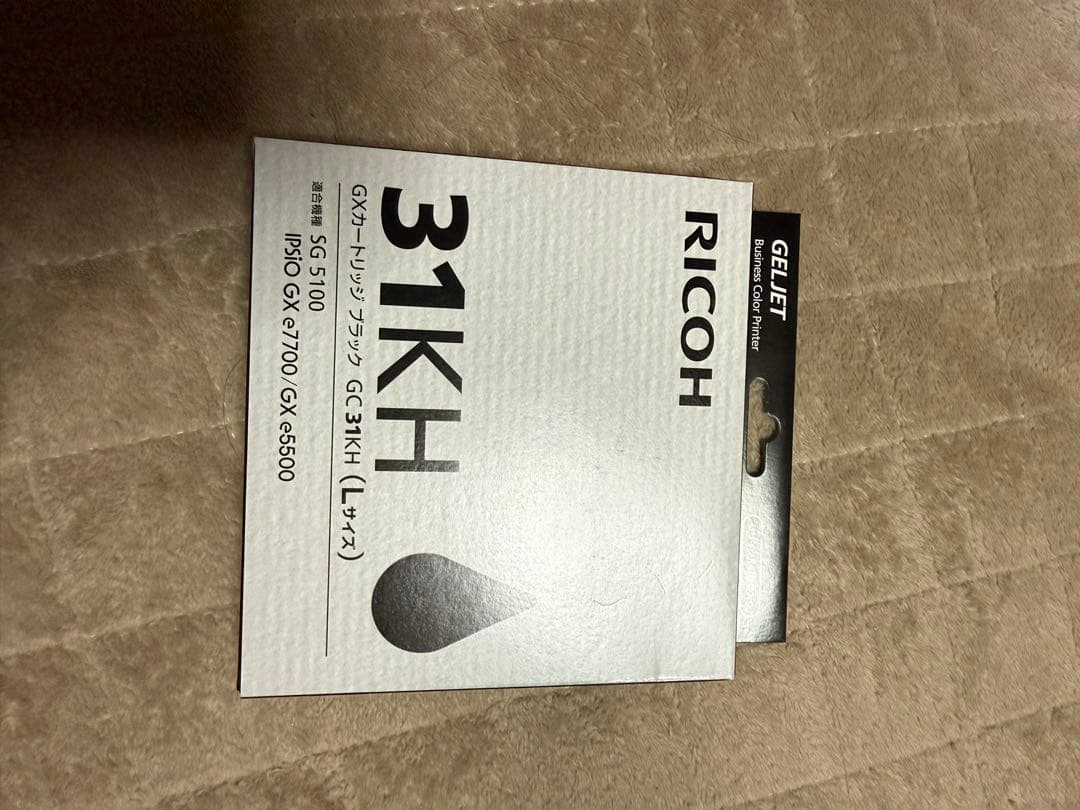 GELJET
Business Color Printer
RICOH
31KH
GXカートリッジ ブラック GC 31KH (Lサイズ)
適合機種 SG 5100
IPSiO GX e7700/GX e5500